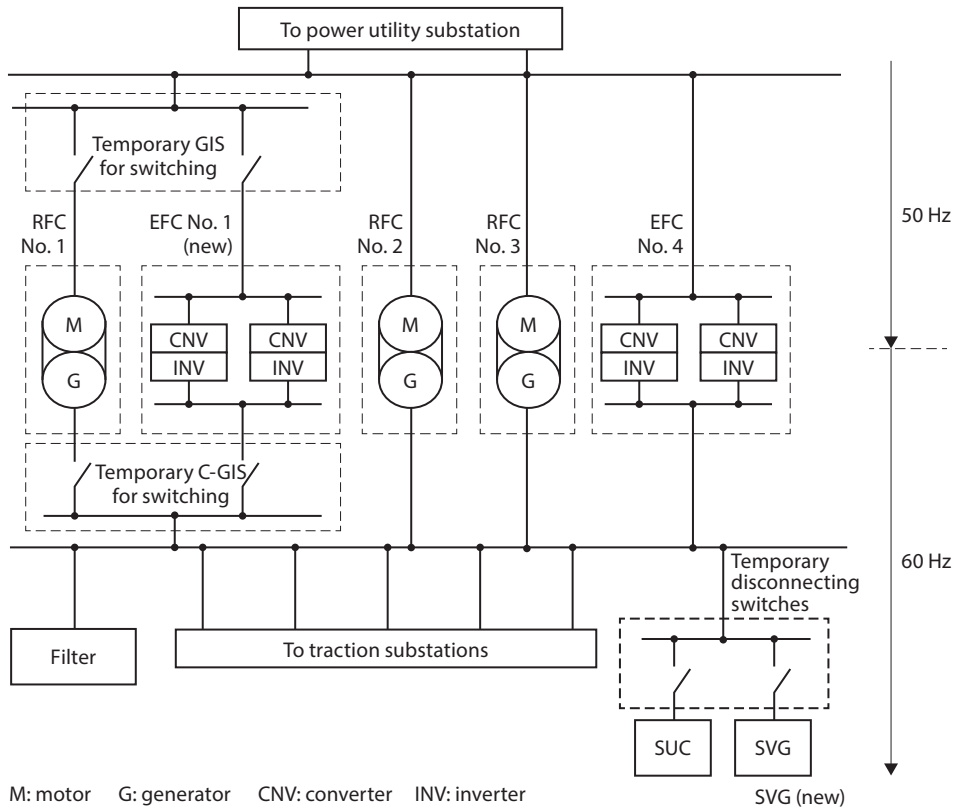 To power utility substation
Temporary GIS
for switching
50 Hz
RFC
No. 1
EFC No. 1
(new)
RFC
No. 2
RFC
No. 3
EFC
No. 4
M
G
CNV
INV
CNV
INV
M
G
M
G
CNV
INV
CNV
INV
Temporary C-GIS
for switching
60 Hz
Temporary
disconnecting
switches
Filter
To traction substations
SUC
SVG
SVG (new)
M: motor G: generator CNV: converter INV: inverter